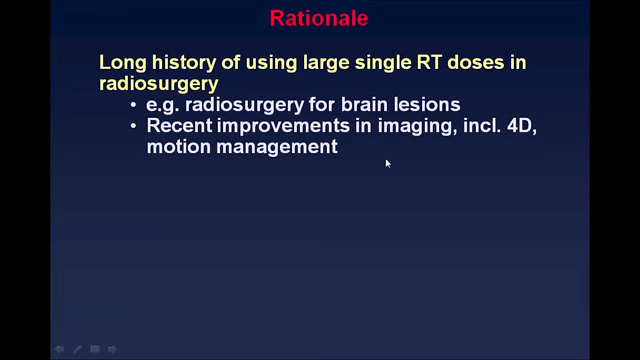 Rationale
Long history of using large single RT doses in
radiosurgery
• e.g. radiosurgery for brain lesions
• Recent improvements in imaging, incl. 4D,
motion management